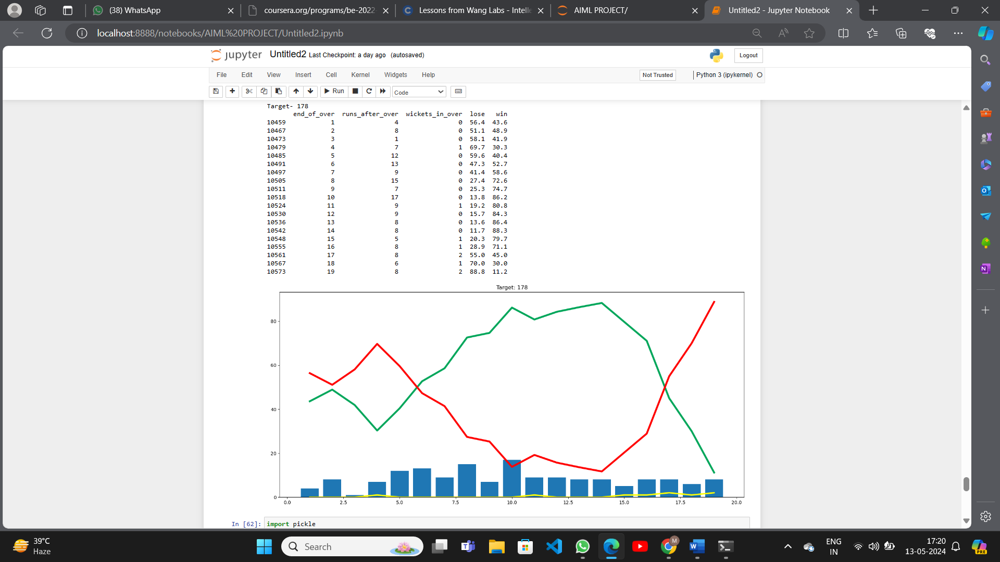 (38) WhatsApp
coursera.org/programs/be-2022-
Lessons from Wang Labs - Intelle
AIML PROJECT/
Untitled2 - Jupyter Notebook
localhost:8888/notebooks/AIML%20PROJECT/Untitled2.ipynb
jupyter Untitled2 Last Checkpoint: a day ago (autosaved)
Logout
File Edit View Insert Cell Kernel Widgets Help
Not Trusted
Python 3 (ipykernel)
Run
Code
Target- 178
end_of_over runs_after_over wickets_in_over lose win
10459 1 4 0 56.4 43.6
10467 2 8 0 51.1 48.9
10473 3 1 0 58.1 41.9
10479 4 7 1 69.7 30.3
10485 5 12 0 59.6 40.4
10491 6 13 0 47.3 52.7
10497 7 9 0 41.4 58.6
10505 8 15 0 27.4 72.6
10511 9 7 0 25.3 74.7
10518 10 17 0 13.8 86.2
10524 11 9 1 19.2 80.8
10530 12 9 0 15.7 84.3
10536 13 8 0 13.6 86.4
10542 14 8 0 11.7 88.3
10548 15 5 1 20.3 79.7
10555 16 8 1 28.9 71.1
10561 17 8 2 55.0 45.0
10567 18 6 1 70.0 30.0
10573 19 8 2 88.8 11.2
Target: 178
80
60
40
20
0
0.0 2.5 5.0 7.5 10.0 12.5 15.0 17.5 20.0
In [62]: import pickle
39°C
Haze
Search
M
ENG
IN
17:20
13-05-2024
PRE